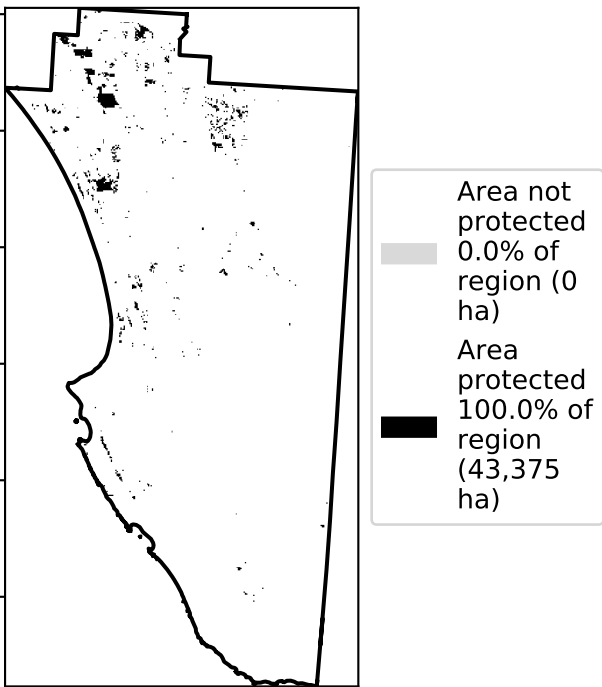 Area not
protected
0.0% of
region (0
ha)
Area
protected
100.0% of
region
(43,375
ha)